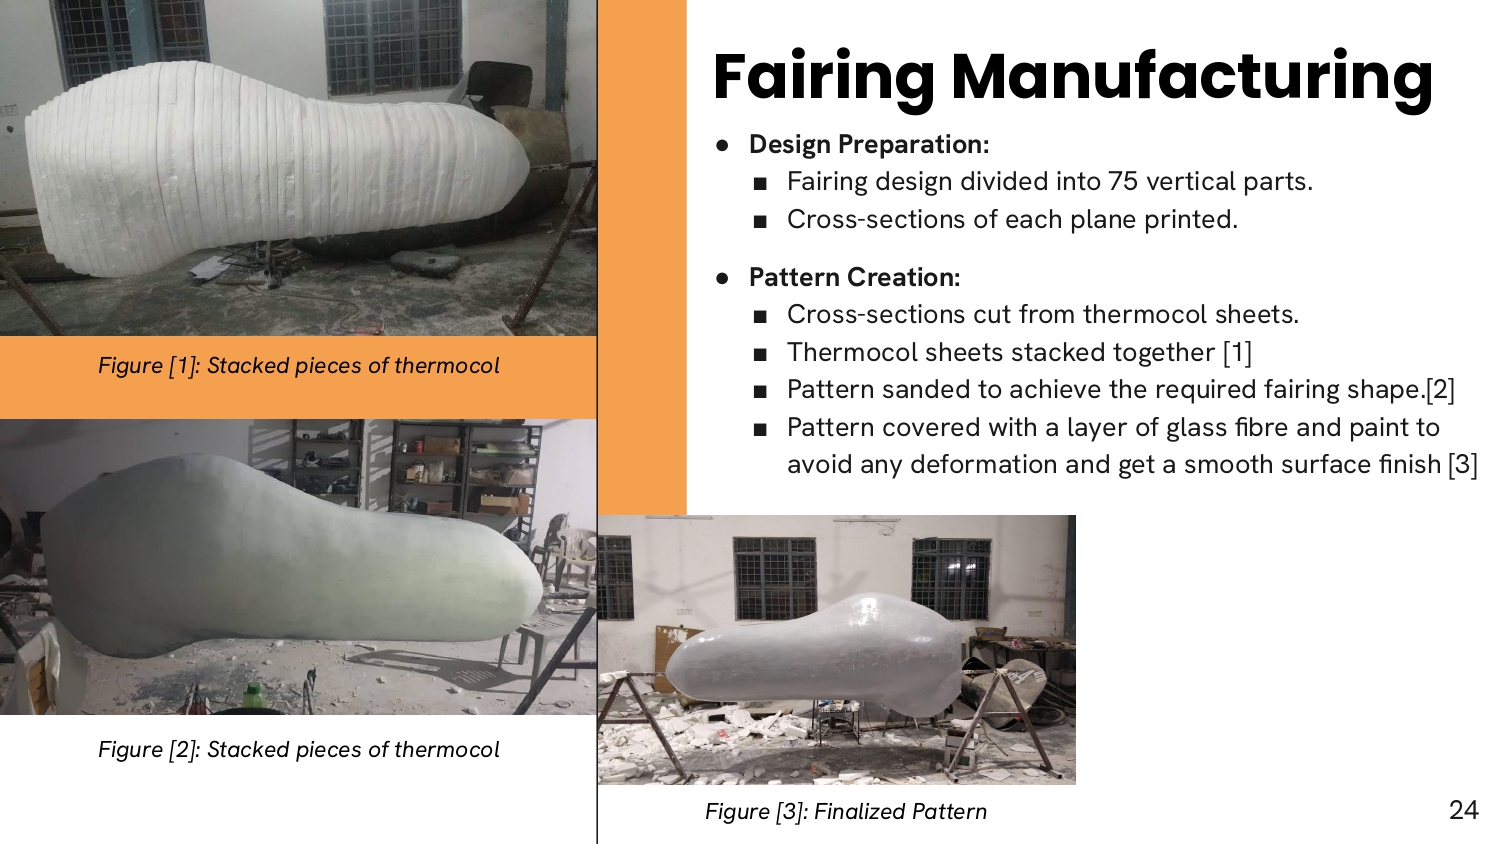 Fairing Manufacturing
● Design Preparation:
■ Fairing design divided into 75 vertical parts.
■ Cross-sections of each plane printed.
● Pattern Creation:
■ Cross-sections cut from thermocol sheets.
■ Thermocol sheets stacked together [1]
■ Pattern sanded to achieve the required fairing shape.[2]
■ Pattern covered with a layer of glass fibre and paint to
avoid any deformation and get a smooth surface finish [3]
Figure [1]: Stacked pieces of thermocol
Figure [2]: Stacked pieces of thermocol
Figure [3]: Finalized Pattern
24